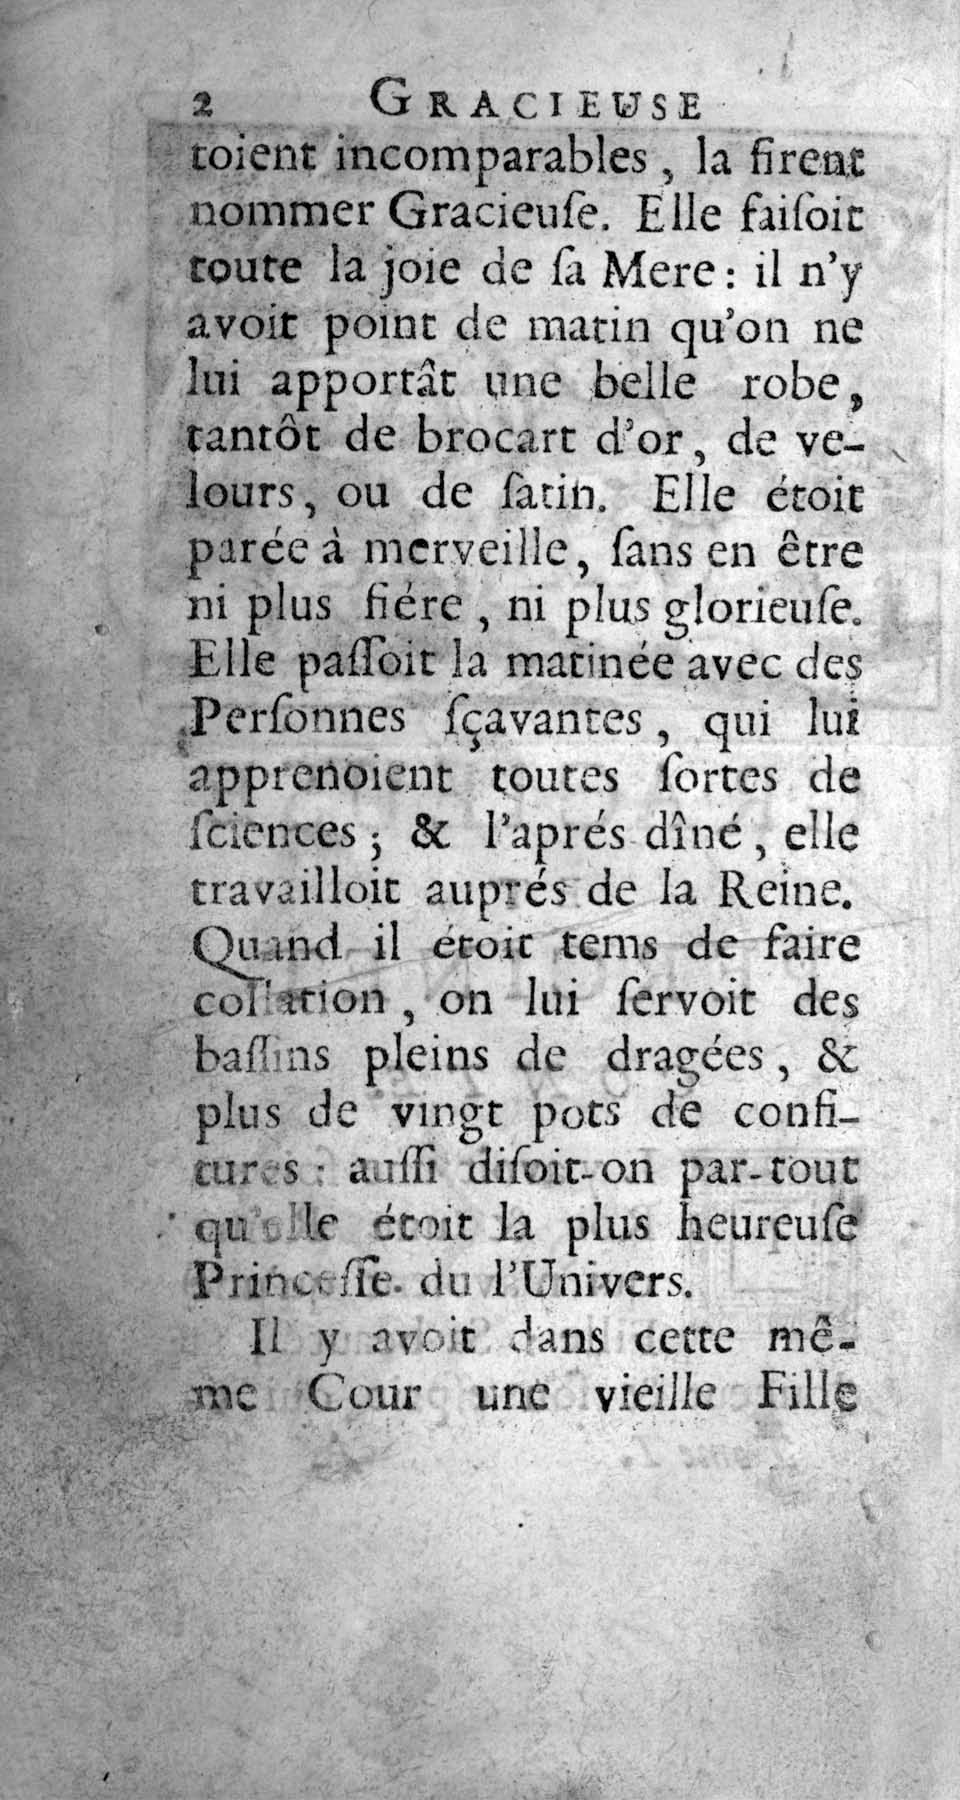 2 GRACIEUSE
toient incomparables, la firent
nommer Gracieuſe. Elle faiſoit
toute la joie de ſa Mere: il n'y
avoit point de matin qu'on ne
lui apportât une belle robe,
tantôt de brocart d'or, de ve-
lours, ou de ſatin. Elle étoit
parée à merveille, ſans en être
ni plus fiére, ni plus glorieuſe.
Elle paſſoit la matinée avec des
Perſonnes ſçavantes, qui lui
apprenoient toutes ſortes de
ſciences; & l'aprés dîné, elle
travailloit auprés de la Reine.
Quand il étoit tems de faire
collation, on lui ſervoit des
baſſins pleins de dragées, &
plus de vingt pots de confi-
tures: auſſi diſoit-on par-tout
qu'elle étoit la plus heureuſe
Princeſſe du l'Univers.
Il y avoit dans cette mê-
me Cour une vieille Fille